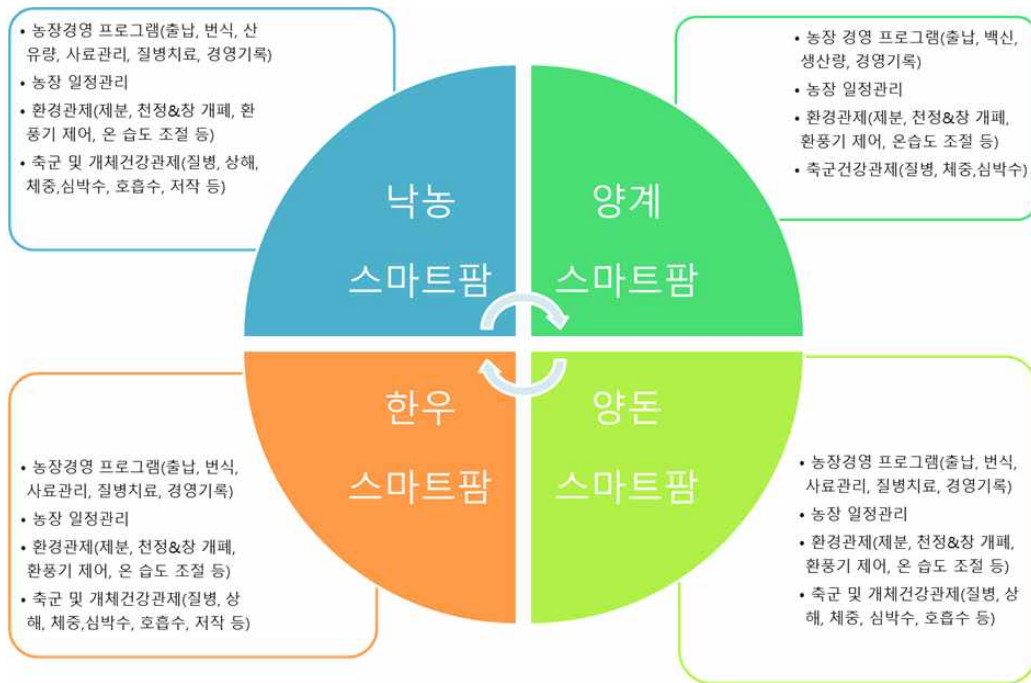 • 농장경영 프로그램(출납, 번식, 산
유량, 사료관리, 질병치료, 경영기록)
• 농장 일정관리
• 환경관제(제분, 천정&창 개폐, 환
풍기 제어, 온 습도 조절 등)
• 축군 및 개체건강관제(질병, 상해,
체중,심박수, 호흡수, 저작 등)
낙농
스마트팜
• 농장 경영 프로그램(출납, 백신,
생산량, 경영기록)
• 농장 일정관리
• 환경관제(제분, 천정&창 개폐,
환풍기 제어, 온 습도 조절 등)
• 축군건강관제(질병, 체중,심박수)
양계
스마트팜
• 농장경영 프로그램(출납, 번식,
사료관리, 질병치료, 경영기록)
• 농장 일정관리
• 환경관제(제분, 천정&창 개폐,
환풍기 제어, 온 습도 조절 등)
• 축군 및 개체건강관제(질병, 상
해, 체중,심박수, 호흡수, 저작 등)
한우
스마트팜
• 농장경영 프로그램(출납, 번식,
사료관리, 질병치료, 경영기록)
• 농장 일정관리
• 환경관제(제분, 천정&창 개폐,
환풍기 제어, 온 습도 조절 등)
• 축군 및 개체건강관제(질병, 상
해, 체중, 심박수, 호흡수 등)
양돈
스마트팜